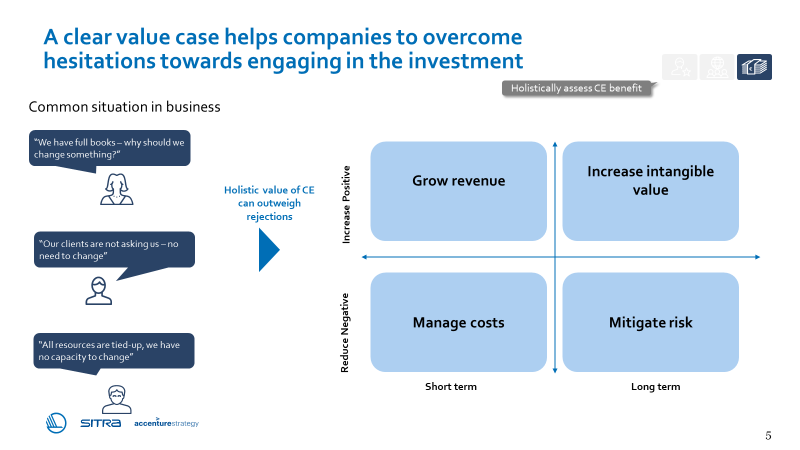 A clear value case helps companies to overcome
hesitations towards engaging in the investment
Holistically assess CE benefit
Common situation in business
“We have full books – why should we
change something?”
“Our clients are not asking us – no
need to change”
“All resources are tied-up, we have
no capacity to change”
Holistic value of CE
can outweigh
rejections
Increase Positive
Reduce Negative
Grow revenue
Increase intangible
value
Manage costs
Mitigate risk
Short term
Long term
SITRA
accenturestrategy
5